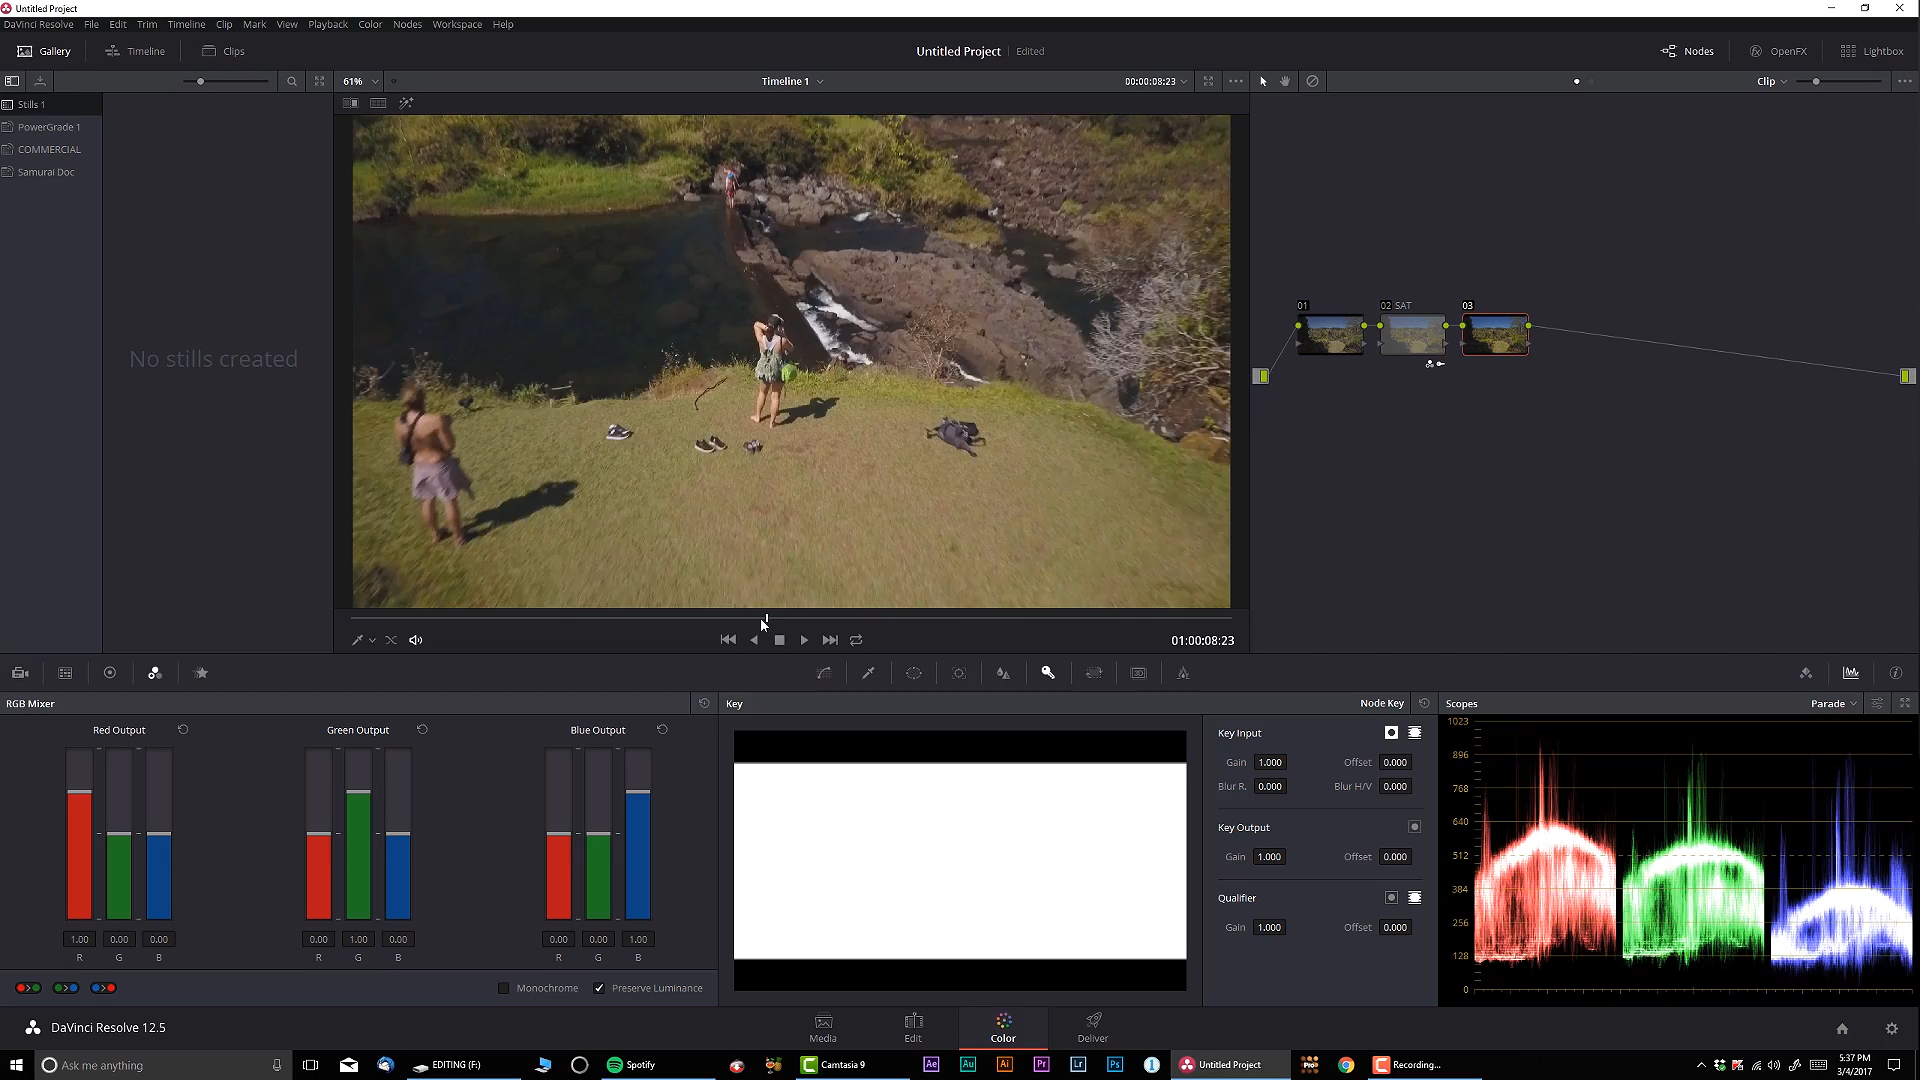 Untitled Project
DaVinci Resolve File Edit Trim Timeline Clip Mark View Playback Color Nodes Workspace Help
Gallery Timeline Clips Untitled Project Edited Nodes OpenFX Lightbox
61% Timeline 1 00:00:08:23 Clip
Stills 1
PowerGrade 1
COMMERCIAL
Samurai Doc
No stills created
01 02 SAT 03
01:00:08:23
RGB Mixer Key Node Key Scopes Parade
Red Output Green Output Blue Output
1.00 0.00 0.00 0.00 1.00 0.00 0.00 0.00 1.00
R G B R G B R G B
Monochrome Preserve Luminance
Key Input
Gain 1.000 Offset 0.000
Blur R. 0.000 Blur H/V 0.000
Key Output
Gain 1.000 Offset 0.000
Qualifier
Gain 1.000 Offset 0.000
1023
896
768
640
512
384
256
128
0
DaVinci Resolve 12.5 Media Edit Color Deliver
Ask me anything EDITING (F:) Spotify Camtasia 9 Ae Au Ai Pr Lr Ps Untitled Project Recording... 5:37 PM
3/4/2017